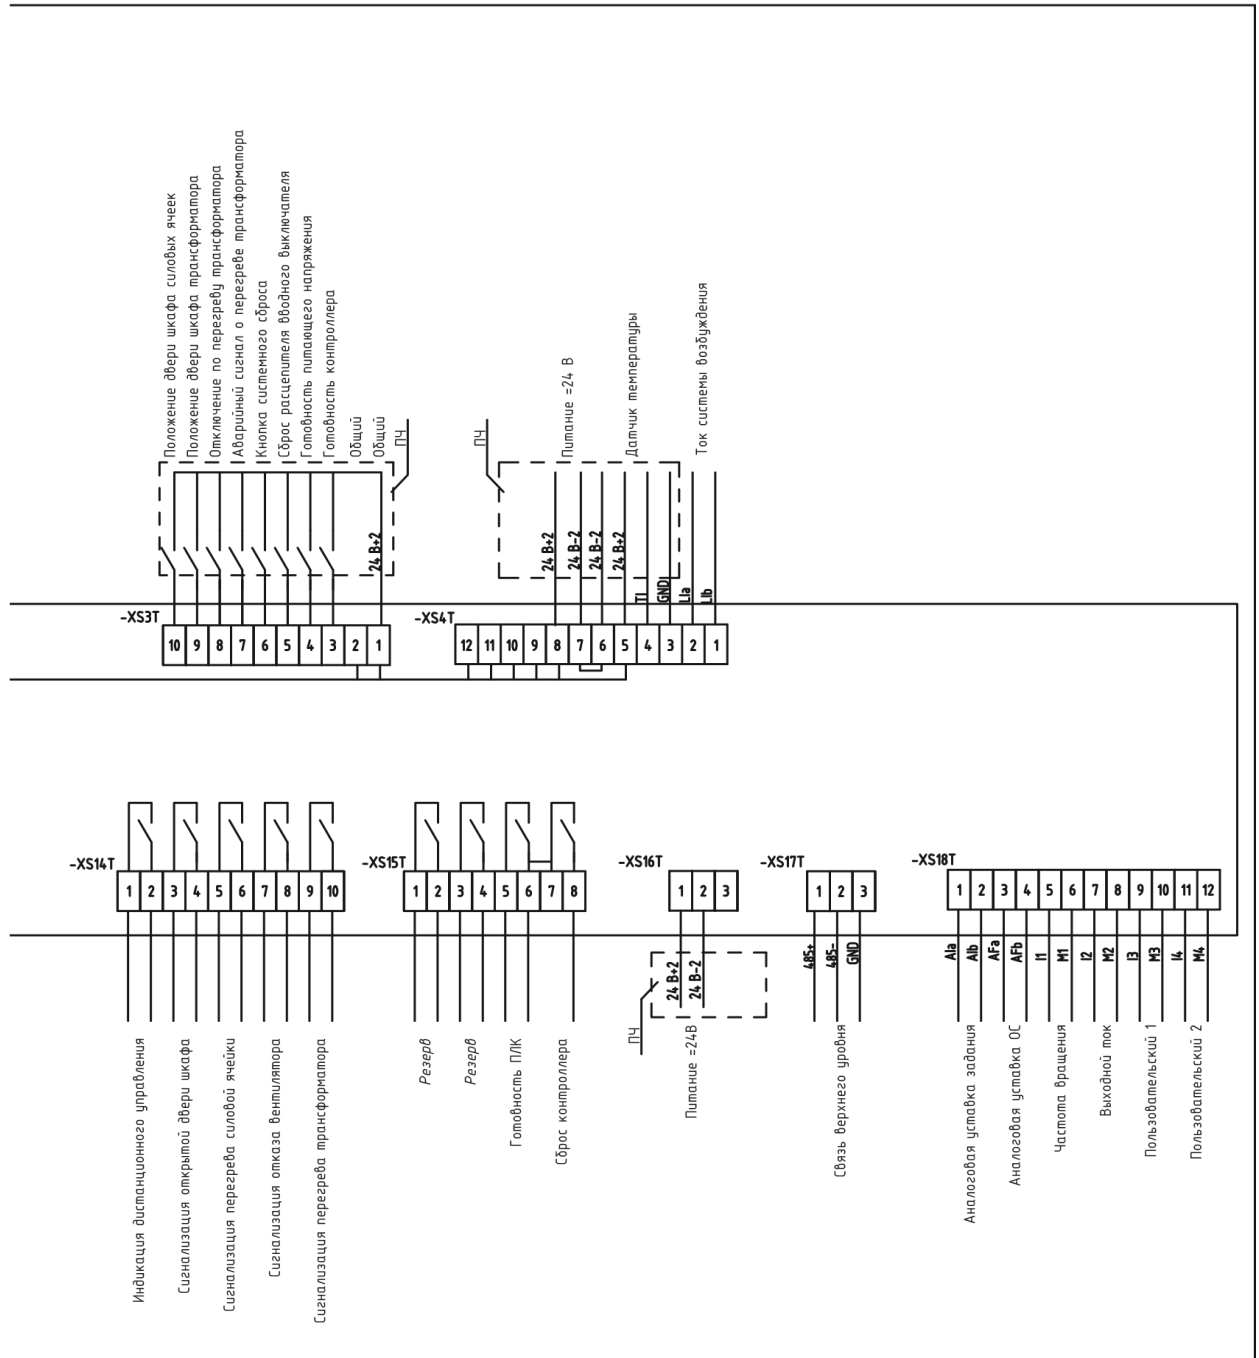 Положение двери шкафа силовых ячеек
Положение двери шкафа трансформатора
Отключение по перегреву трансформатора
Аварийный сигнал о перегреве трансформатора
Кнопка системного сброса
Сброс расцепителя вводного выключателя
Готовность питающего напряжения
Готовность контроллера
Общий
Общий
ПЧ
24 В+2
ПЧ
Питание =24 В
Датчик температуры
Ток системы возбуждения
24 В+2
24 В-2
24 В-2
24 В+2
TI
GND
LIa
LIb
-XS3T
10 9 8 7 6 5 4 3 2 1
-XS4T
12 11 10 9 8 7 6 5 4 3 2 1
-XS14T
1 2 3 4 5 6 7 8 9 10
-XS15T
1 2 3 4 5 6 7 8
-XS16T
1 2 3
-XS17T
1 2 3
-XS18T
1 2 3 4 5 6 7 8 9 10 11 12
24 В+2
24 В-2
ПЧ
485+
485-
GND
AIa
AIb
AFa
AFb
I1
M1
I2
M2
I3
M3
I4
M4
Индикация дистанционного управления
Сигнализация открытой двери шкафа
Сигнализация перегрева силовой ячейки
Сигнализация отказа вентилятора
Сигнализация перегрева трансформатора
Резерв
Резерв
Готовность ПЛК
Сброс контроллера
Питание =24В
Связь верхнего уровня
Аналоговая уставка задания
Аналоговая уставка ОС
Частота вращения
Выходной ток
Пользовательский 1
Пользовательский 2